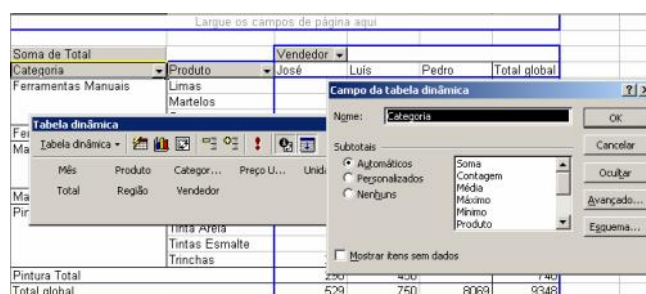 Largue os campos de página aqui
Soma de Total Vendedor
Categoria Produto José Luís Pedro Total global
Ferramentas Manuais Limas
Martelos
Tabela dinâmica
Tabela dinâmica
Mês Produto Categor... Preço U...
Total Região Vendedor
Campo da tabela dinâmica
Nome: Categoria
OK
Cancelar
Ocultar
Avançado...
Esquema...
Subtotais
Automáticos
Personalizados
Nenhuns
Soma
Contagem
Média
Máximo
Mínimo
Produto
Mostrar itens sem dados
Tinta Areia
Tintas Esmalte
Trinchas
Pintura Total 290 450 740
Total global 529 750 8069 9348